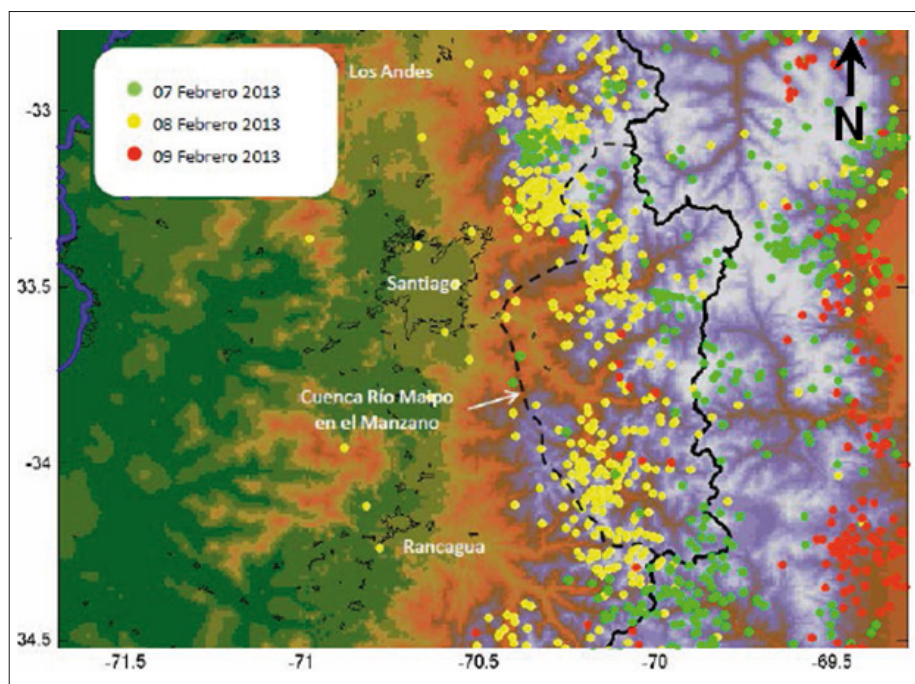 Los Andes
07 Febrero 2013
08 Febrero 2013
09 Febrero 2013
N
-33
Santiago
33.5
Cuenca Río Maipo
en el Manzano
-34
Rancagua
34.5
-71.5
-71
-70.5
-70
-69.5